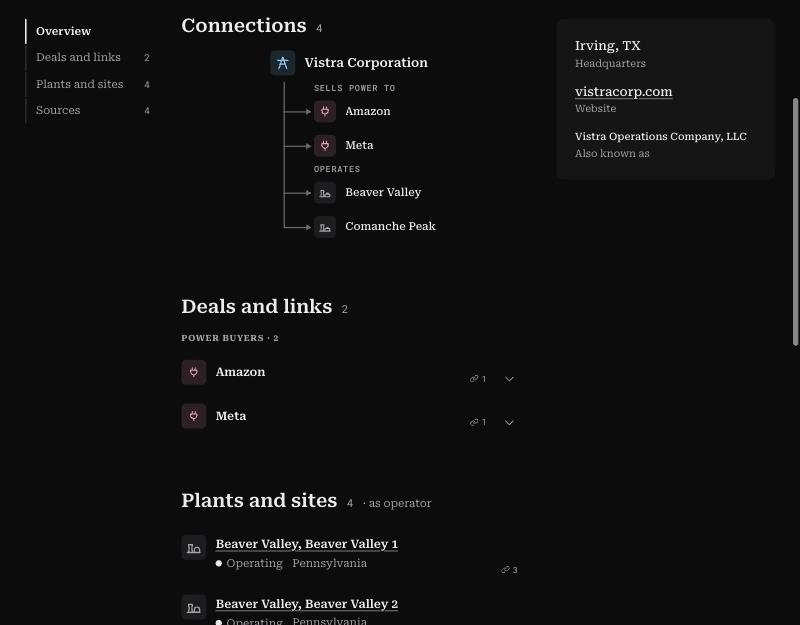 Overview
Deals and links 2
Plants and sites 4
Sources 4
Connections 4
Vistra Corporation
SELLS POWER TO
Amazon
Meta
OPERATES
Beaver Valley
Comanche Peak
Deals and links 2
POWER BUYERS · 2
Amazon
1
Meta
1
Plants and sites 4 · as operator
Beaver Valley, Beaver Valley 1
Operating Pennsylvania
3
Beaver Valley, Beaver Valley 2
Operating Pennsylvania
Irving, TX
Headquarters
vistracorp.com
Website
Vistra Operations Company, LLC
Also known as